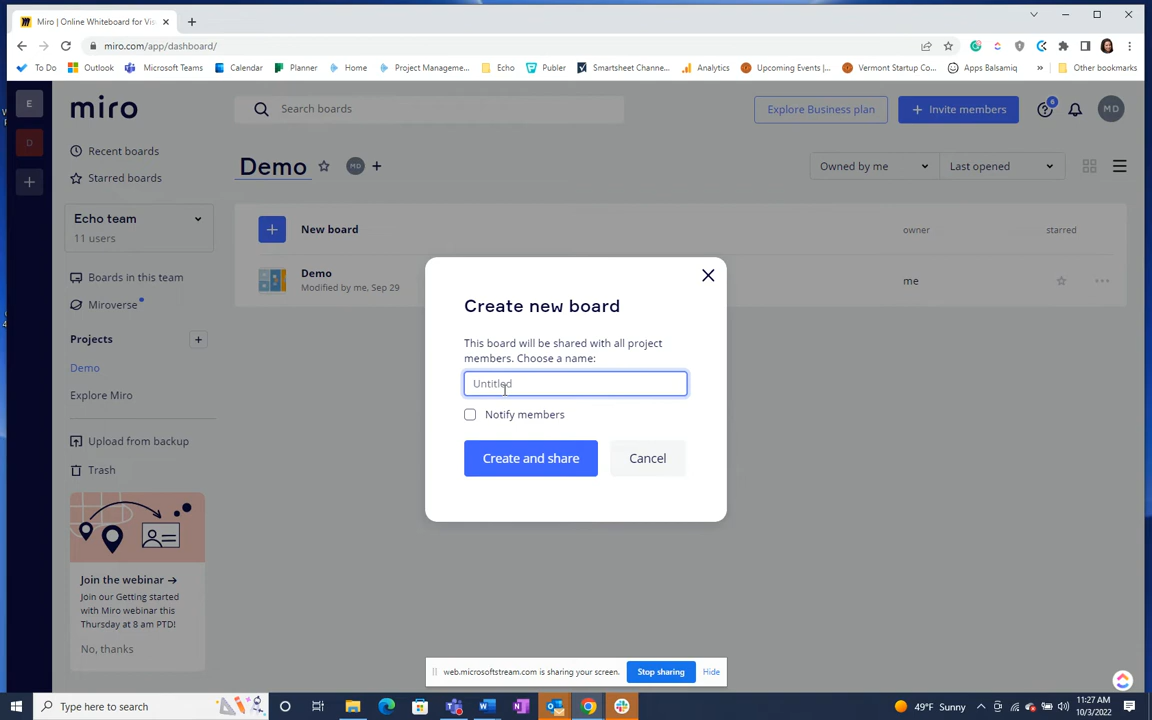 Miro | Online Whiteboard for Vis
miro.com/app/dashboard/
To Do
Outlook
Microsoft Teams
Calendar
Planner
Home
Project Manageme...
Echo
Publer
Smartsheet Channe...
Analytics
Upcoming Events |...
Vermont Startup Co...
Apps Balsamiq
»
Other bookmarks
E
D
miro
Search boards
Explore Business plan
+ Invite members
6
MD
Recent boards
Starred boards
Demo
MD
Owned by me
Last opened
Echo team
11 users
New board
owner
starred
Demo
Modified by me, Sep 29
me
Boards in this team
Miroverse
Projects
Demo
Explore Miro
Upload from backup
Trash
Create new board
This board will be shared with all project
members. Choose a name:
Untitled
Notify members
Create and share
Cancel
Join the webinar →
Join our Getting started
with Miro webinar this
Thursday at 8 am PTD!
No, thanks
web.microsoftstream.com is sharing your screen.
Stop sharing
Hide
Type here to search
49°F Sunny
11:27 AM
10/3/2022